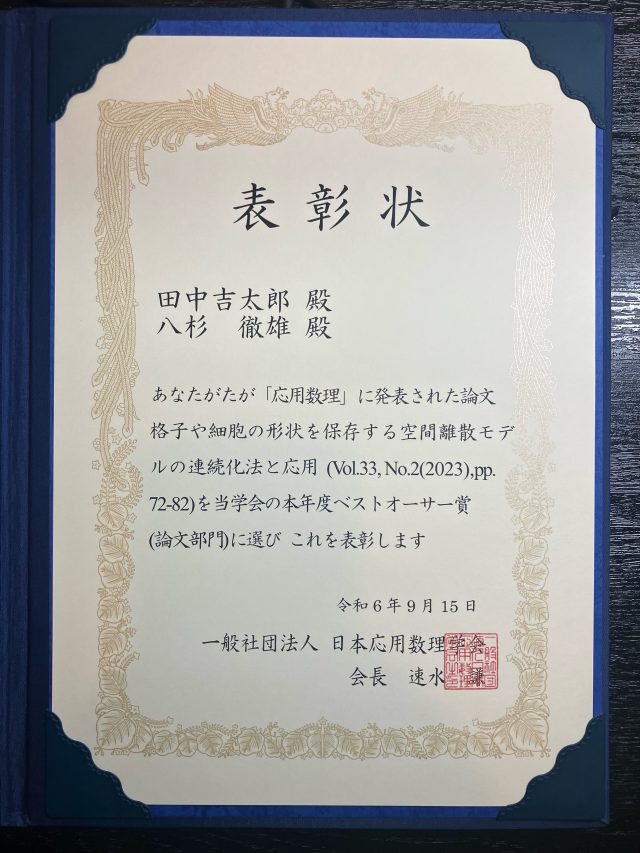 表彰状
田中吉太郎 殿
八杉 徹雄 殿
あなたがたが「応用数理」に発表された論文
格子や細胞の形状を保存する空間離散モデ
ルの連続化法と応用 (Vol.33, No.2(2023),pp.
72-82)を当学会の本年度ベストオーサー賞
(論文部門)に選び これを表彰します
令和6年9月15日
一般社団法人 日本応用数理学会
会長 速水 謙